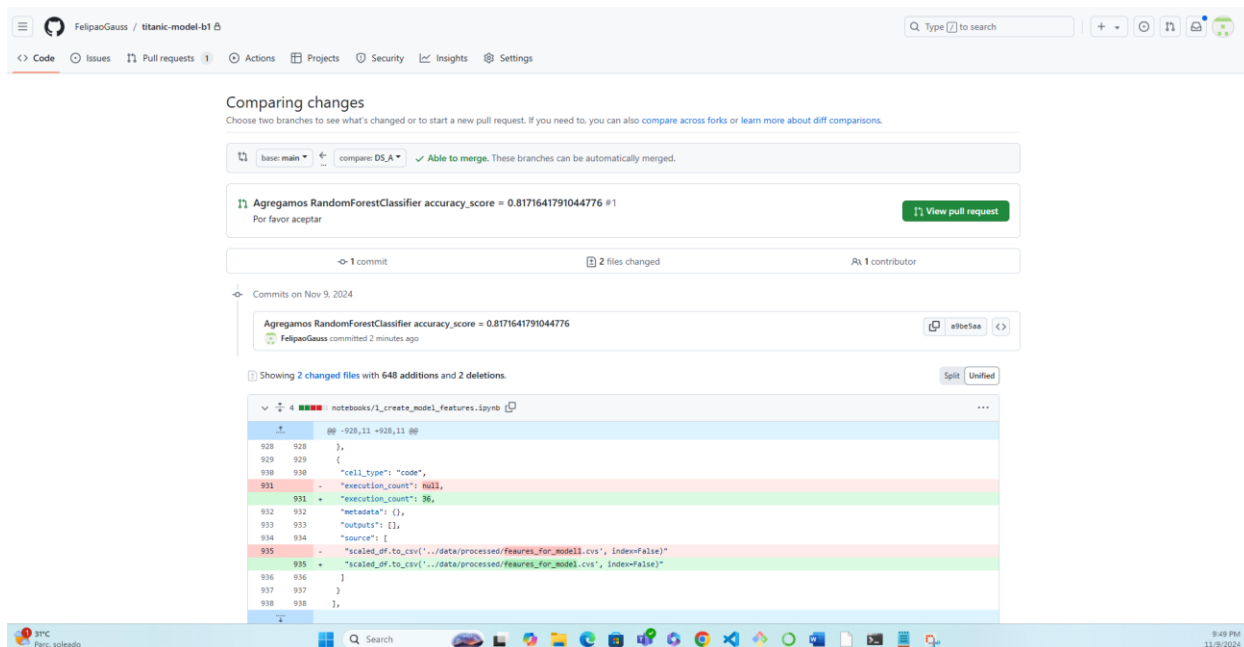 FelipaoGauss / titanic-model-b1
Type / to search
<> Code Issues Pull requests 1 Actions Projects Security Insights Settings
Comparing changes
Choose two branches to see what's changed or to start a new pull request. If you need to, you can also compare across forks or learn more about diff comparisons.
base: main ← compare: DS_A ✓ Able to merge. These branches can be automatically merged.
...
Agregamos RandomForestClassifier accuracy_score = 0.8171641791044776 #1
View pull request
Por favor aceptar
1 commit 2 files changed 1 contributor
Commits on Nov 9, 2024
Agregamos RandomForestClassifier accuracy_score = 0.8171641791044776
a9be5aa <>
FelipaoGauss committed 2 minutes ago
Showing 2 changed files with 648 additions and 2 deletions.
Split Unified
4 notebooks/1_create_model_features.ipynb ...
@@ -928,11 +928,11 @@
928 928 },
929 929 {
930 930 "cell_type": "code",
931 - "execution_count": null,
931 + "execution_count": 36,
932 932 "metadata": {},
933 933 "outputs": [],
934 934 "source": [
935 - "scaled_df.to_csv('../data/processed/feaures_for_model1.cvs', index=False)"
935 + "scaled_df.to_csv('../data/processed/feaures_for_model.cvs', index=False)"
936 936 ]
937 937 }
938 938 ],
1 31°C
Parc. soleado
Search
9:49 PM
11/9/2024